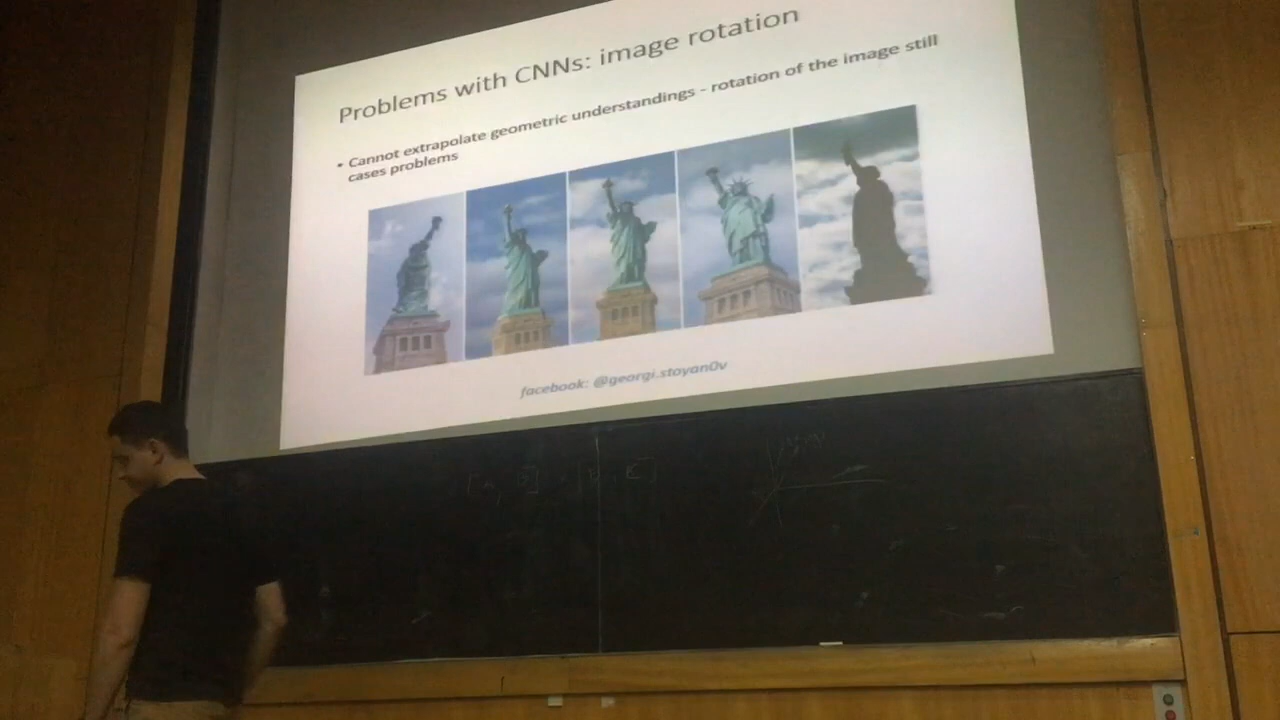 Problems with CNNs: image rotation
• Cannot extrapolate geometric understandings - rotation of the image still
cases problems
facebook: @georgi.stoyan0v